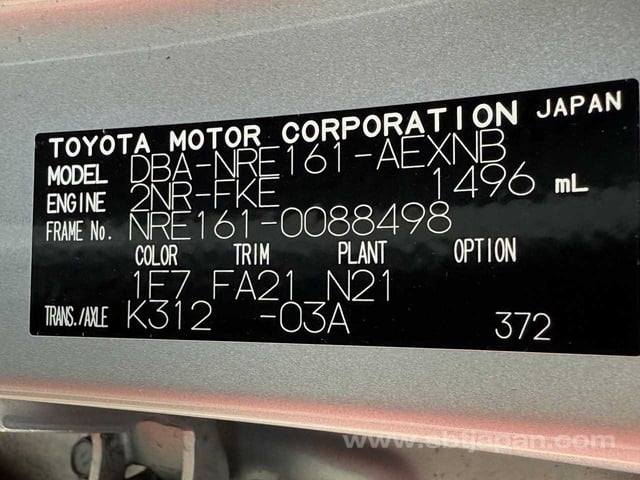 TOYOTA MOTOR CORPORATION JAPAN
MODEL DBA-NRE161-AEXNB
ENGINE 2NR-FKE 1496 mL
FRAME No. NRE161-0088498
COLOR TRIM PLANT OPTION
1E7 FA21 N21
TRANS./AXLE K312 -03A 372
www.sbtjapan.com